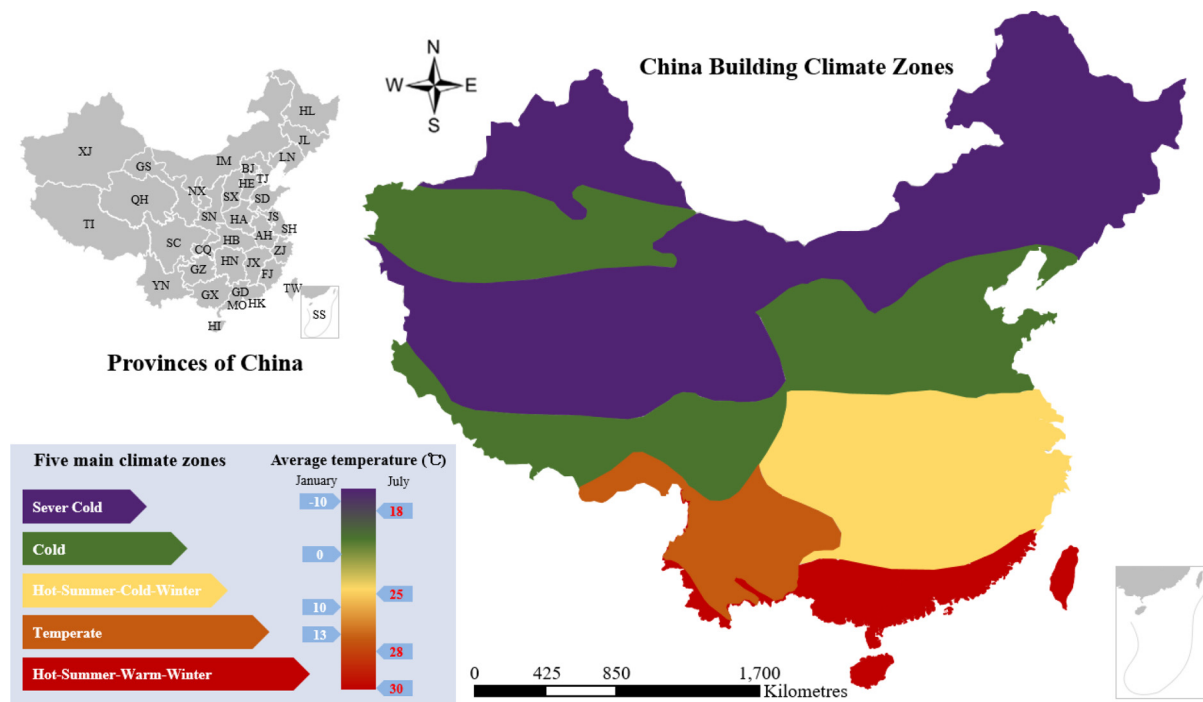 N
W E
S
China Building Climate Zones
HL
JL
LN
XJ
IM
GS
BJ
TJ
HE
NX
SX
SD
QH
SN
HA
JS
TI
SH
AH
HB
SC
CQ
ZJ
HN
JX
GZ
FJ
YN
GX
GD
TW
MO
HK
SS
HI
Provinces of China
Five main climate zones
Average temperature (℃)
January
July
Sever Cold
-10
18
Cold
0
Hot-Summer-Cold-Winter
25
10
Temperate
13
28
Hot-Summer-Warm-Winter
30
0 425 850 1,700
Kilometres